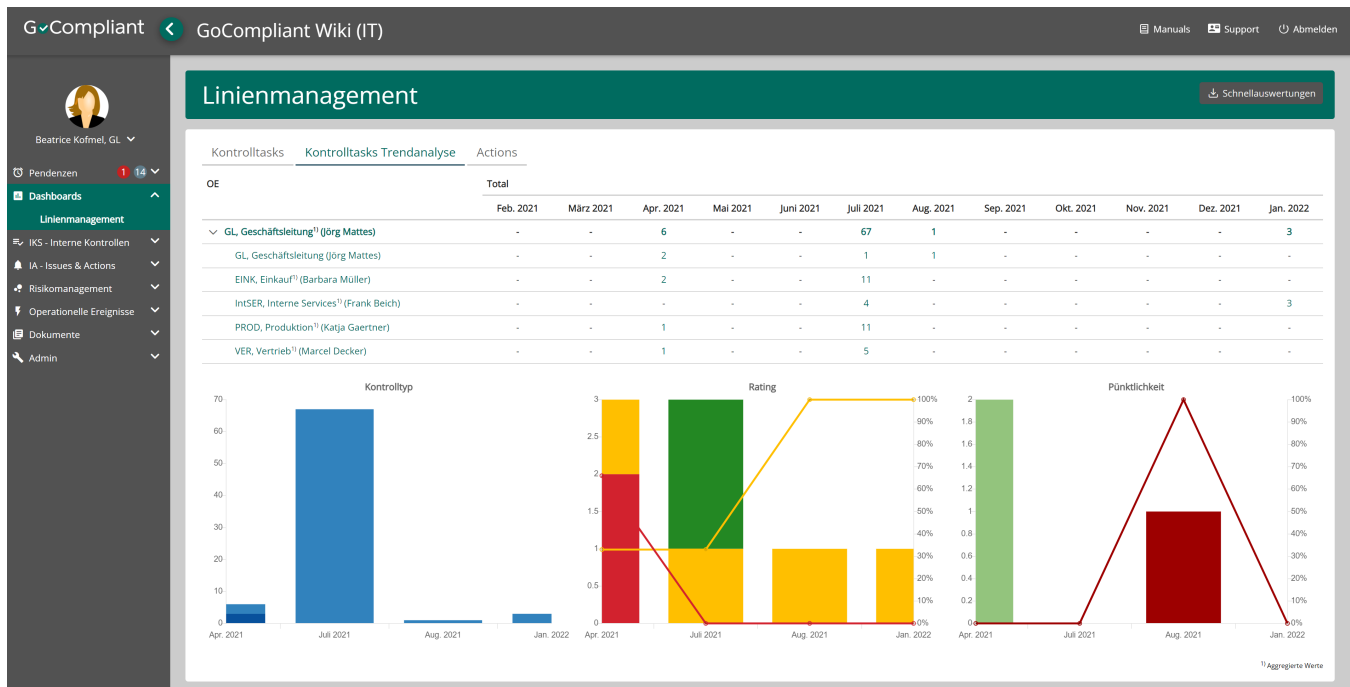 GoCompliant
GoCompliant Wiki (IT)
Manuals Support Abmelden
Beatrice Kofmel, GL
Pendenzen 1 14
Dashboards
Linienmanagement
IKS - Interne Kontrollen
IA - Issues & Actions
Risikomanagement
Operationelle Ereignisse
Dokumente
Admin
Linienmanagement
Schnellauswertungen
Kontrolltasks Kontrolltasks Trendanalyse Actions
OE Total
Feb. 2021 März 2021 Apr. 2021 Mai 2021 Juni 2021 Juli 2021 Aug. 2021 Sep. 2021 Okt. 2021 Nov. 2021 Dez. 2021 Jan. 2022
GL, Geschäftsleitung¹⁾ (Jörg Mattes) - - 6 - - 67 1 - - - - 3
GL, Geschäftsleitung (Jörg Mattes) - - 2 - - 1 1 - - - - -
EINK, Einkauf¹⁾ (Barbara Müller) - - 2 - - 11 - - - - - -
IntSER, Interne Services¹⁾ (Frank Beich) - - - - - 4 - - - - - 3
PROD, Produktion¹⁾ (Katja Gaertner) - - 1 - - 11 - - - - - -
VER, Vertrieb¹⁾ (Marcel Decker) - - 1 - - 5 - - - - - -
Kontrolltyp
70
60
50
40
30
20
10
0
Apr. 2021 Juli 2021 Aug. 2021 Jan. 2022
Rating
3
2.5
2
1.5
1
0.5
0
100%
90%
80%
70%
60%
50%
40%
30%
20%
10%
0%
Apr. 2021 Juli 2021 Aug. 2021 Jan. 2022
Pünktlichkeit
2
1.8
1.6
1.4
1.2
1
0.8
0.6
0.4
0.2
0
100%
90%
80%
70%
60%
50%
40%
30%
20%
10%
0%
Apr. 2021 Juli 2021 Aug. 2021 Jan. 2022
¹⁾ Aggregierte Werte